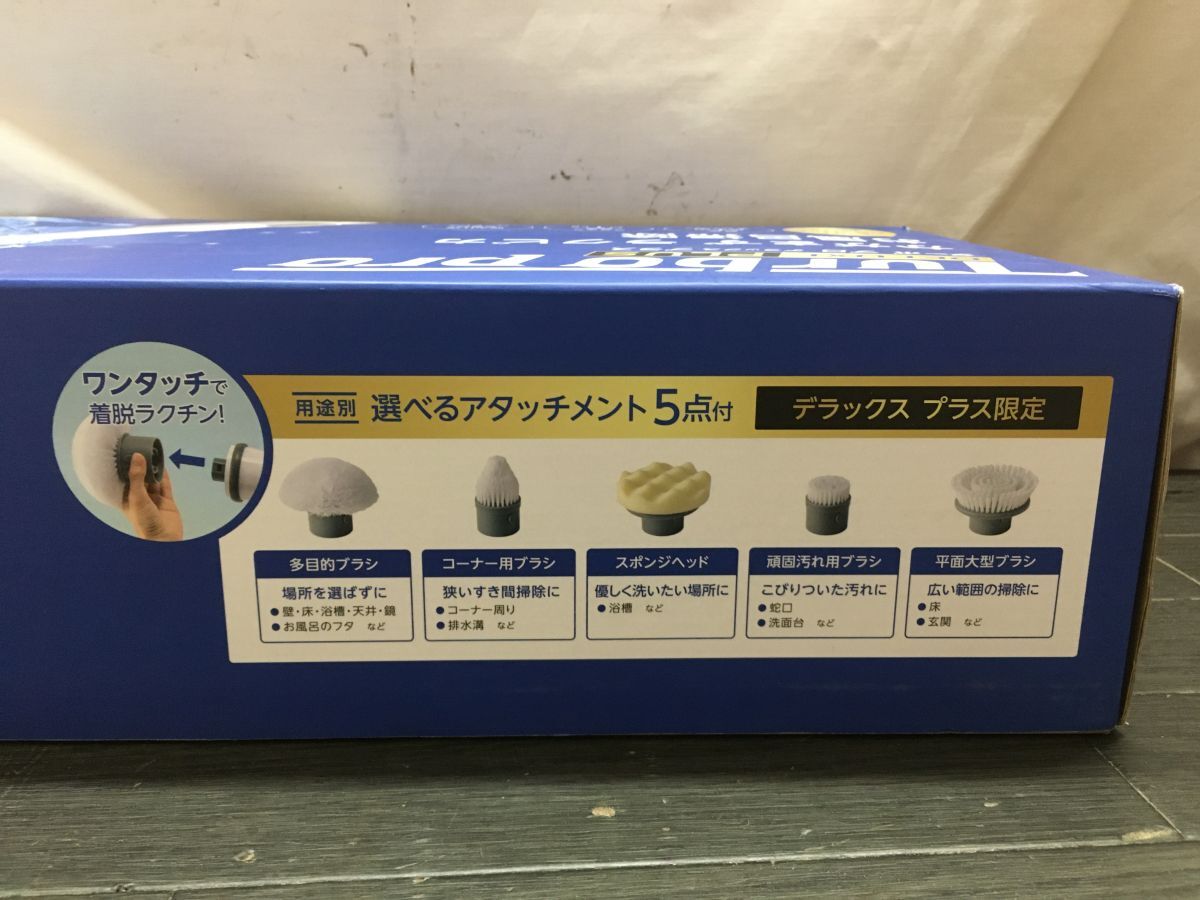 Turbo pro
ワンタッチで
着脱ラクチン!
用途別 選べるアタッチメント5点付 デラックス プラス限定
多目的ブラシ
場所を選ばずに
●壁・床・浴槽・天井・鏡
●お風呂のフタ など
コーナー用ブラシ
狭いすき間掃除に
●コーナー周り
●排水溝 など
スポンジヘッド
優しく洗いたい場所に
●浴槽 など
頑固汚れ用ブラシ
こびりついた汚れに
●蛇口
●洗面台 など
平面大型ブラシ
広い範囲の掃除に
●床
●玄関 など